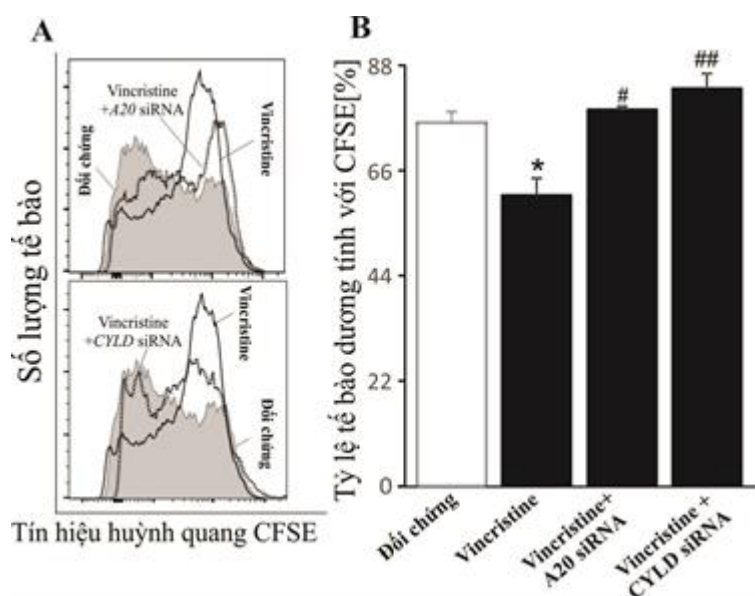 A
Vincristine
+A20 siRNA
Vincristine
Đối chứng
Vincristine
+CYLD siRNA
Vincristine
Đối chứng
Số lượng tế bào
Tín hiệu huỳnh quang CFSE
B
Tỷ lệ tế bào dương tính với CFSE[%]
88
66
44
22
0
*
#
##
Đối chứng
Vincristine
Vincristine+
A20 siRNA
Vincristine +
CYLD siRNA